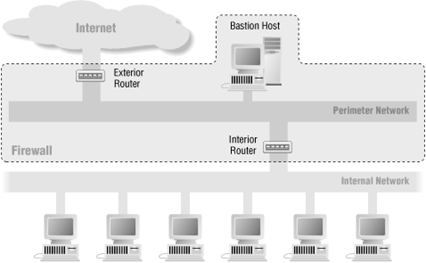 Internet
Bastion Host
Exterior
Router
Perimeter Network
Interior
Router
Firewall
Internal Network